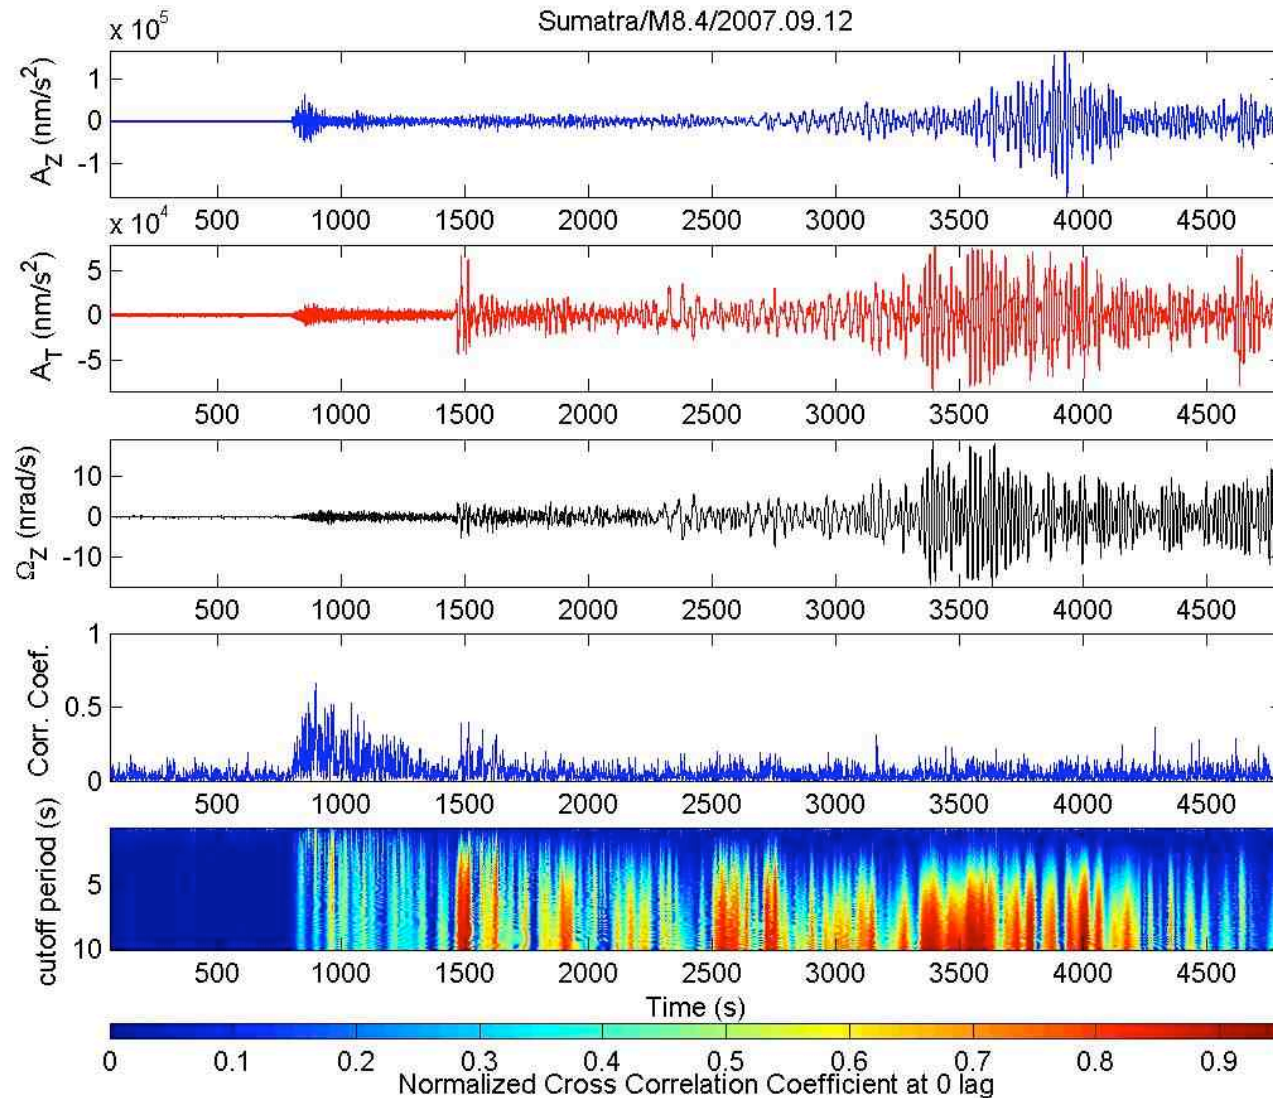 Sumatra/M8.4/2007.09.12
x 10^5
A_Z (nm/s^2)
1
0
-1
500 1000 1500 2000 2500 3000 3500 4000 4500
x 10^4
A_T (nm/s^2)
5
0
-5
500 1000 1500 2000 2500 3000 3500 4000 4500
Ω_Z (nrad/s)
10
0
-10
500 1000 1500 2000 2500 3000 3500 4000 4500
Corr. Coef.
1
0.5
0
500 1000 1500 2000 2500 3000 3500 4000 4500
cutoff period (s)
5
10
500 1000 1500 2000 2500 3000 3500 4000 4500
Time (s)
0 0.1 0.2 0.3 0.4 0.5 0.6 0.7 0.8 0.9
Normalized Cross Correlation Coefficient at 0 lag